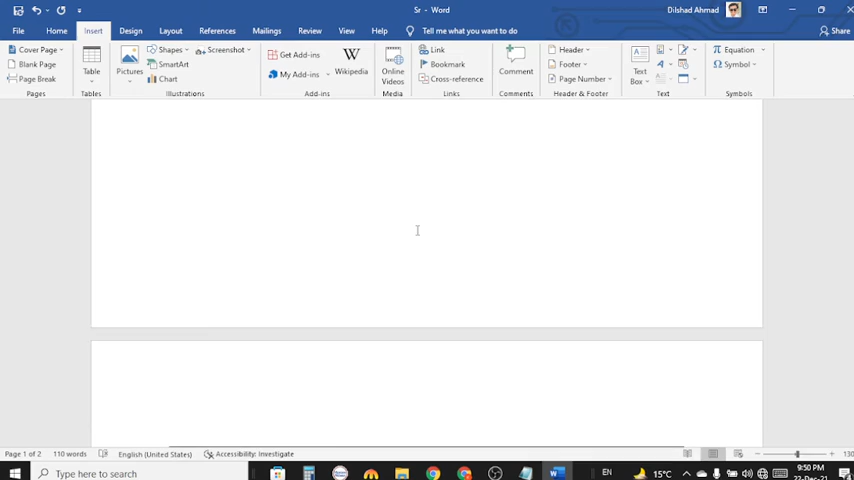 Sr - Word
Dilshad Ahmad
File Home Insert Design Layout References Mailings Review View Help Tell me what you want to do Share
Cover Page
Blank Page
Page Break
Pages
Table
Tables
Pictures
Shapes
SmartArt
Chart
Screenshot
Illustrations
Get Add-ins
My Add-ins
Wikipedia
Add-ins
Online
Videos
Media
Link
Bookmark
Cross-reference
Links
Comment
Comments
Header
Footer
Page Number
Header & Footer
Text
Box
Text
Equation
Symbol
Symbols
Page 1 of 2 110 words English (United States) Accessibility: Investigate 130
Type here to search
EN
15°C
9:50 PM
22-Dec-21